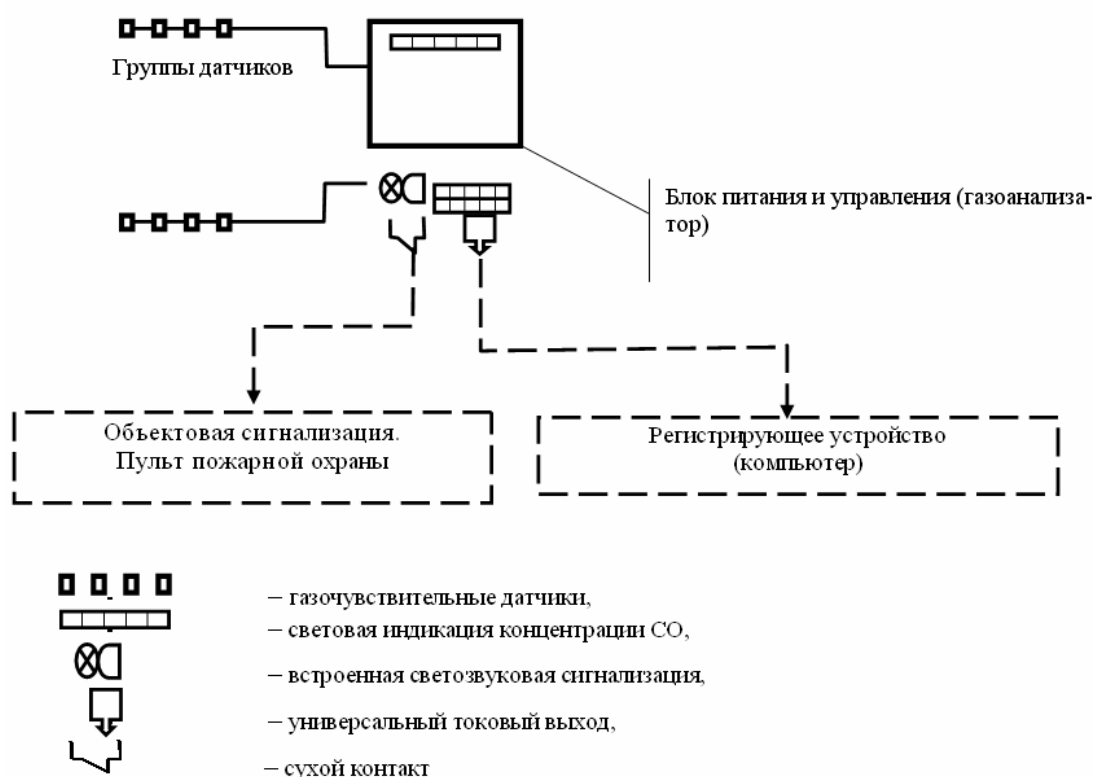 Группы датчиков
Блок питания и управления (газоанализа-
тор)
Объектовая сигнализация.
Пульт пожарной охраны
Регистрирующее устройство
(компьютер)
– газочувствительные датчики,
– световая индикация концентрации CO,
– встроенная светозвуковая сигнализация,
– универсальный токовый выход,
– сухой контакт